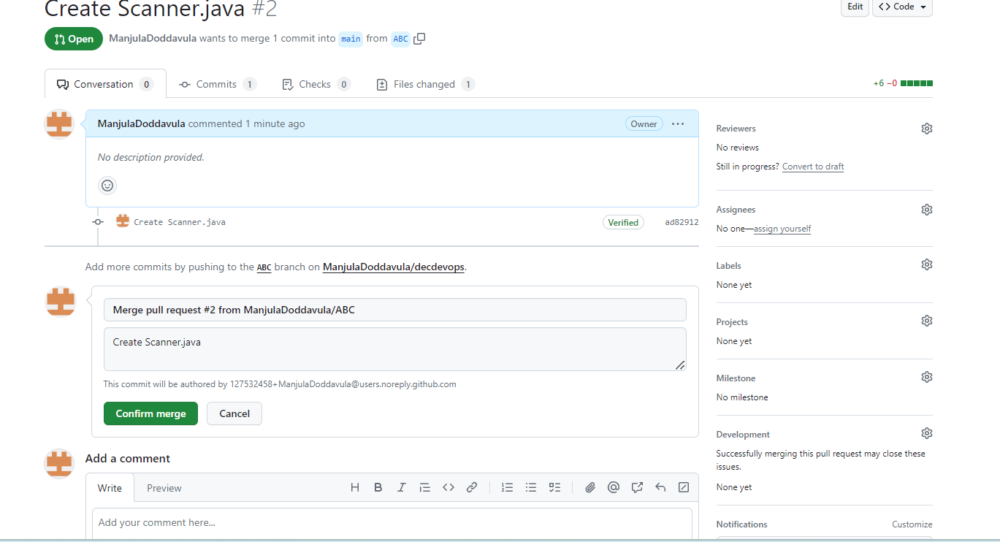 Create Scanner.java #2
Edit
<> Code
Open
ManjulaDoddavula wants to merge 1 commit into main from ABC
Conversation 0
Commits 1
Checks 0
Files changed 1
+6 −0
ManjulaDoddavula commented 1 minute ago
Owner
No description provided.
Create Scanner.java
Verified
ad82912
Add more commits by pushing to the ABC branch on ManjulaDoddavula/decdevops.
Merge pull request #2 from ManjulaDoddavula/ABC
Create Scanner.java
This commit will be authored by 127532458+ManjulaDoddavula@users.noreply.github.com
Confirm merge
Cancel
Add a comment
Write
Preview
Add your comment here...
Reviewers
No reviews
Still in progress? Convert to draft
Assignees
No one—assign yourself
Labels
None yet
Projects
None yet
Milestone
No milestone
Development
Successfully merging this pull request may close these
issues.
None yet
Notifications
Customize